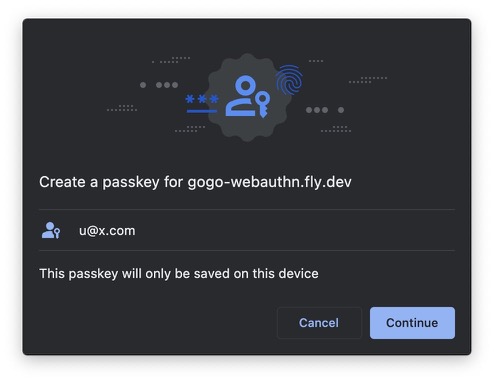 ***
Create a passkey for gogo-webauthn.fly.dev
u@x.com
This passkey will only be saved on this device
Cancel
Continue